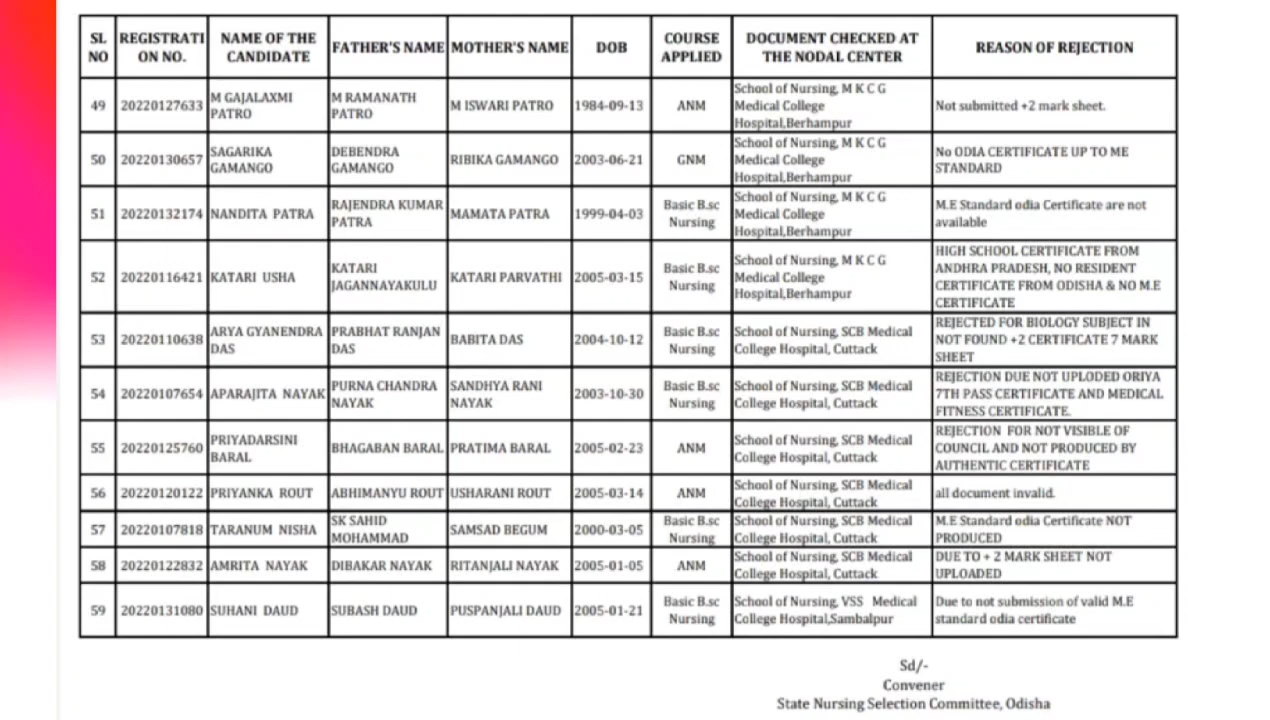 SL NO | REGISTRATI ON NO. | NAME OF THE CANDIDATE | FATHER'S NAME | MOTHER'S NAME | DOB | COURSE APPLIED | DOCUMENT CHECKED AT THE NODAL CENTER | REASON OF REJECTION
49 | 20220127633 | M GAJALAXMI PATRO | M RAMANATH PATRO | M ISWARI PATRO | 1984-09-13 | ANM | School of Nursing, M K C G Medical College Hospital,Berhampur | Not submitted +2 mark sheet.
50 | 20220130657 | SAGARIKA GAMANGO | DEBENDRA GAMANGO | RIBIKA GAMANGO | 2003-06-21 | GNM | School of Nursing, M K C G Medical College Hospital,Berhampur | No ODIA CERTIFICATE UP TO ME STANDARD
51 | 20220132174 | NANDITA PATRA | RAJENDRA KUMAR PATRA | MAMATA PATRA | 1999-04-03 | Basic B.sc Nursing | School of Nursing, M K C G Medical College Hospital,Berhampur | M.E Standard odia Certificate are not available
52 | 20220116421 | KATARI USHA | KATARI JAGANNAYAKULU | KATARI PARVATHI | 2005-03-15 | Basic B.sc Nursing | School of Nursing, M K C G Medical College Hospital,Berhampur | HIGH SCHOOL CERTIFICATE FROM ANDHRA PRADESH, NO RESIDENT CERTIFICATE FROM ODISHA & NO M.E CERTIFICATE
53 | 20220110638 | ARYA GYANENDRA DAS | PRABHAT RANJAN DAS | BABITA DAS | 2004-10-12 | Basic B.sc Nursing | School of Nursing, SCB Medical College Hospital, Cuttack | REJECTED FOR BIOLOGY SUBJECT IN NOT FOUND +2 CERTIFICATE 7 MARK SHEET
54 | 20220107654 | APARAJITA NAYAK | PURNA CHANDRA NAYAK | SANDHYA RANI NAYAK | 2003-10-30 | Basic B.sc Nursing | School of Nursing, SCB Medical College Hospital, Cuttack | REJECTION DUE NOT UPLODED ORIYA 7TH PASS CERTIFICATE AND MEDICAL FITNESS CERTIFICATE.
55 | 20220125760 | PRIYADARSINI BARAL | BHAGABAN BARAL | PRATIMA BARAL | 2005-02-23 | ANM | School of Nursing, SCB Medical College Hospital, Cuttack | REJECTION FOR NOT VISIBLE OF COUNCIL AND NOT PRODUCED BY AUTHENTIC CERTIFICATE
56 | 20220120122 | PRIYANKA ROUT | ABHIMANYU ROUT | USHARANI ROUT | 2005-03-14 | ANM | School of Nursing, SCB Medical College Hospital, Cuttack | all document invalid.
57 | 20220107818 | TARANUM NISHA | SK SAHID MOHAMMAD | SAMSAD BEGUM | 2000-03-05 | Basic B.sc Nursing | School of Nursing, SCB Medical College Hospital, Cuttack | M.E Standard odia Certificate NOT PRODUCED
58 | 20220122832 | AMRITA NAYAK | DIBAKAR NAYAK | RITANJALI NAYAK | 2005-01-05 | ANM | School of Nursing, SCB Medical College Hospital, Cuttack | DUE TO + 2 MARK SHEET NOT UPLOADED
59 | 20220131080 | SUHANI DAUD | SUBASH DAUD | PUSPANJALI DAUD | 2005-01-21 | Basic B.sc Nursing | School of Nursing, VSS Medical College Hospital,Sambalpur | Due to not submission of valid M.E standard odia certificate
Sd/-
Convener
State Nursing Selection Committee, Odisha